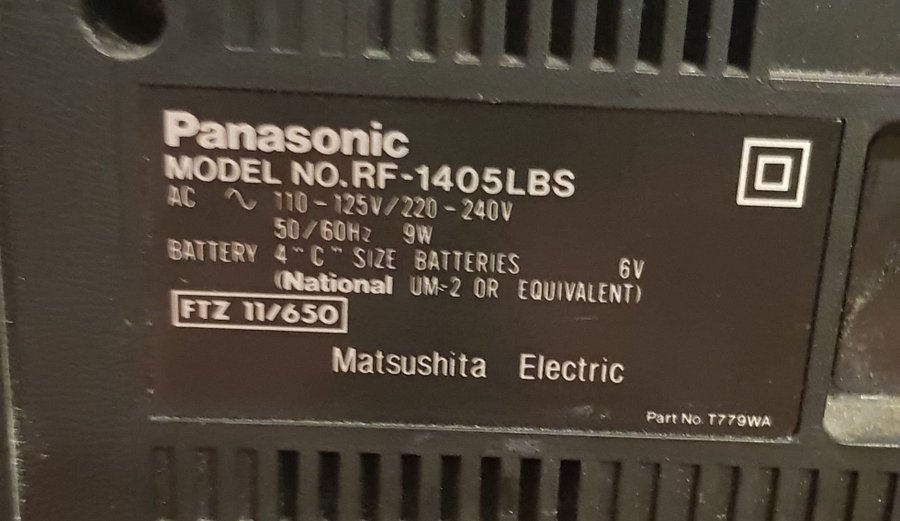 Panasonic
MODEL NO. RF-1405LBS
AC ∿ 110-125V/220-240V
50/60Hz 9W
BATTERY 4 "C" SIZE BATTERIES 6V
(National UM-2 OR EQUIVALENT)
FTZ 11/650
Matsushita Electric
Part No. T779WA